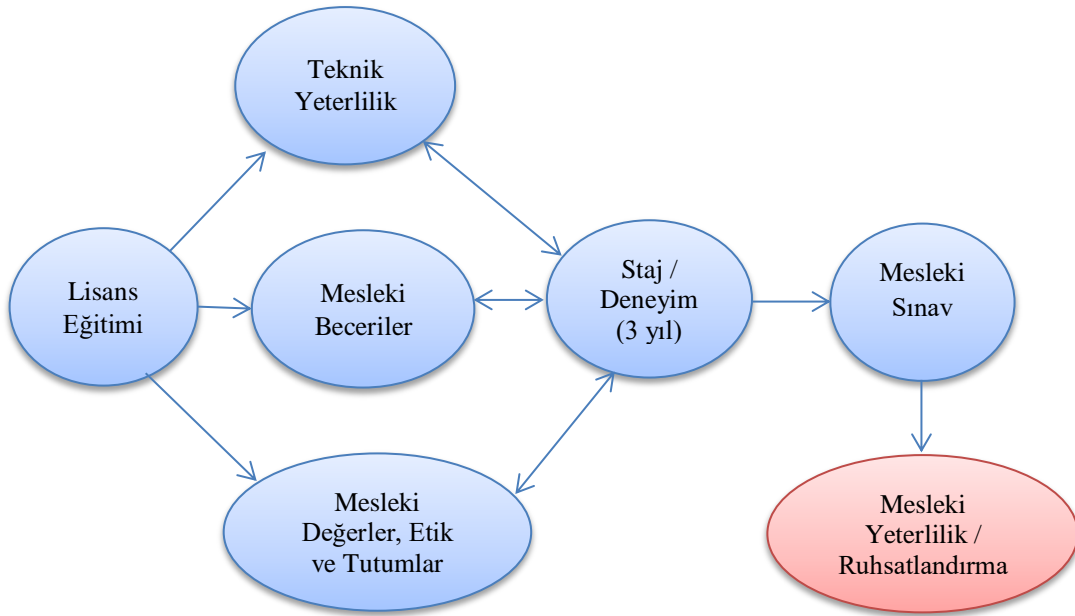 Teknik
Yeterlilik
Lisans
Eğitimi
Mesleki
Beceriler
Staj /
Deneyim
(3 yıl)
Mesleki
Sınav
Mesleki
Değerler, Etik
ve Tutumlar
Mesleki
Yeterlilik /
Ruhsatlandırma